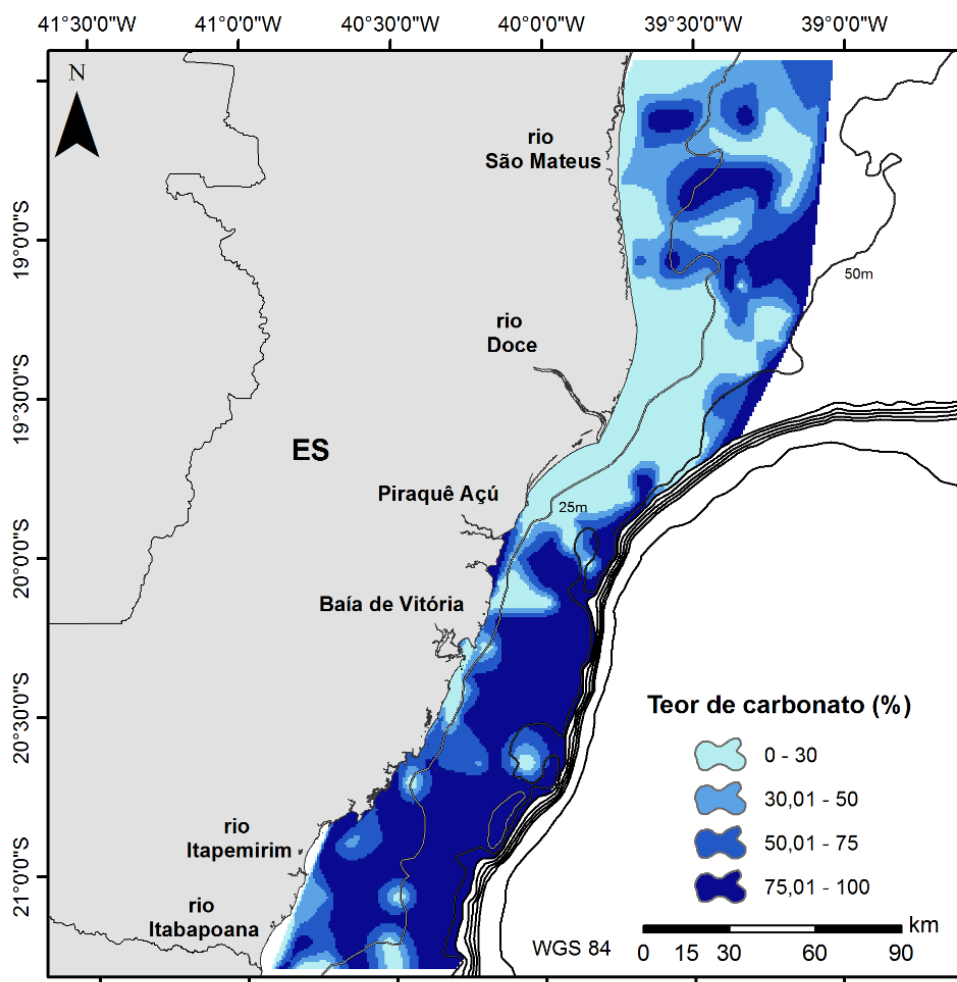 41°30'0"W 41°0'0"W 40°30'0"W 40°0'0"W 39°30'0"W 39°0'0"W
N
rio
São Mateus
19°0'0"S
50m
rio
Doce
19°30'0"S
ES
Piraquê Açú
25m
20°0'0"S
Baía de Vitória
20°30'0"S
Teor de carbonato (%)
0 - 30
30,01 - 50
50,01 - 75
75,01 - 100
rio
Itapemirim
21°0'0"S
rio
Itabapoana
WGS 84
km
0 15 30 60 90